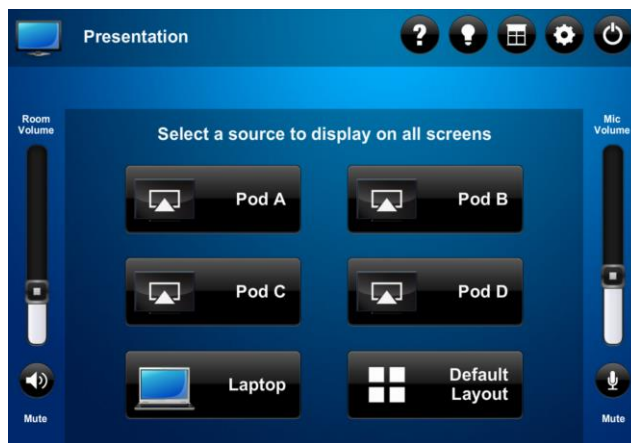 Presentation
?
Room
Volume
Mic
Volume
Select a source to display on all screens
Pod A
Pod B
Pod C
Pod D
Laptop
Default
Layout
Mute
Mute